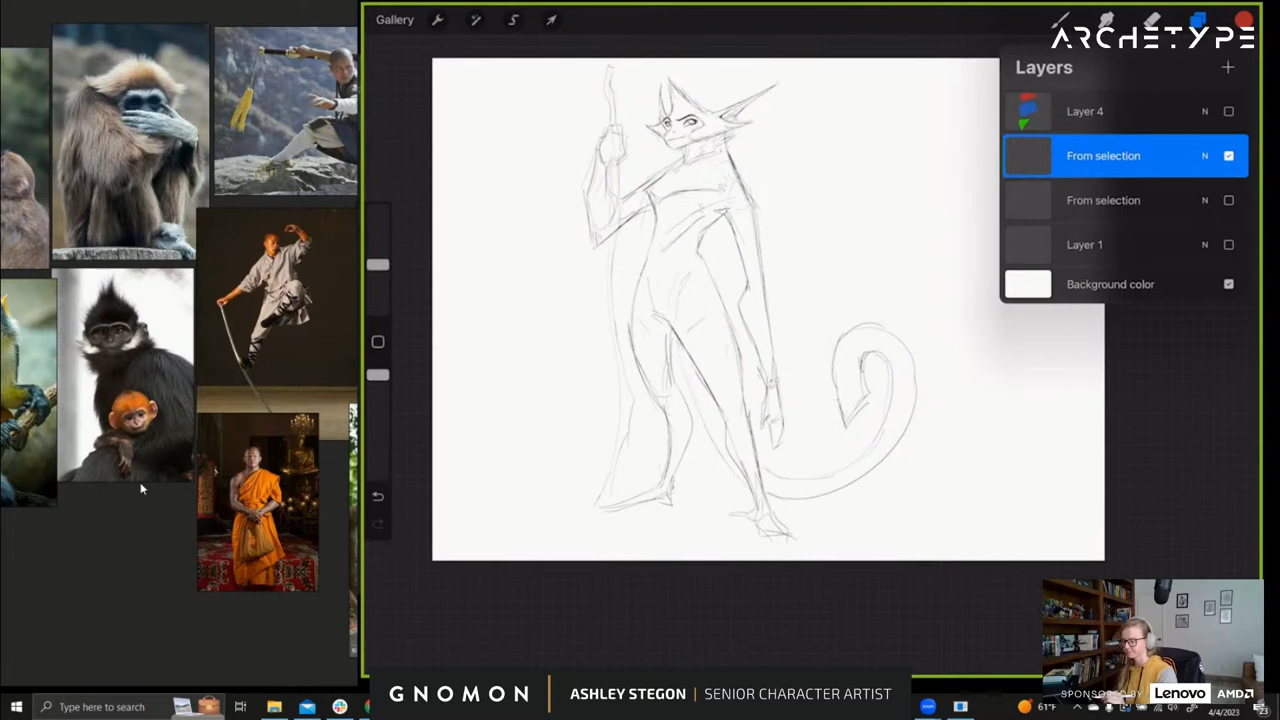 Gallery
S
ARCHETYPE
Layers
+
Layer 4
N
From selection
N
From selection
N
Layer 1
N
Background color
GNOMON
ASHLEY STEGON | SENIOR CHARACTER ARTIST
SPONSORED BY Lenovo AMD
Type here to search
61°F
4/4/2023
23